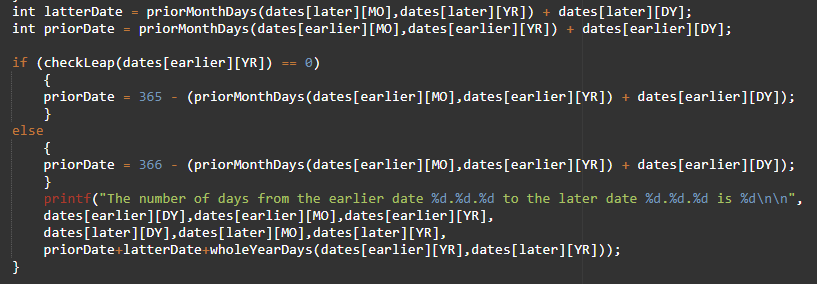 int latterDate = priorMonthDays(dates[later][MO],dates[later][YR]) + dates[later][DY];
int priorDate = priorMonthDays(dates[earlier][MO],dates[earlier][YR]) + dates[earlier][DY];
if (checkLeap(dates[earlier][YR]) == 0)
{
priorDate = 365 - (priorMonthDays(dates[earlier][MO],dates[earlier][YR]) + dates[earlier][DY]);
}
else
{
priorDate = 366 - (priorMonthDays(dates[earlier][MO],dates[earlier][YR]) + dates[earlier][DY]);
}
printf("The number of days from the earlier date %d.%d.%d to the later date %d.%d.%d is %d\n\n",
dates[earlier][DY],dates[earlier][MO],dates[earlier][YR],
dates[later][DY],dates[later][MO],dates[later][YR],
priorDate+latterDate+wholeYearDays(dates[earlier][YR],dates[later][YR]));
}